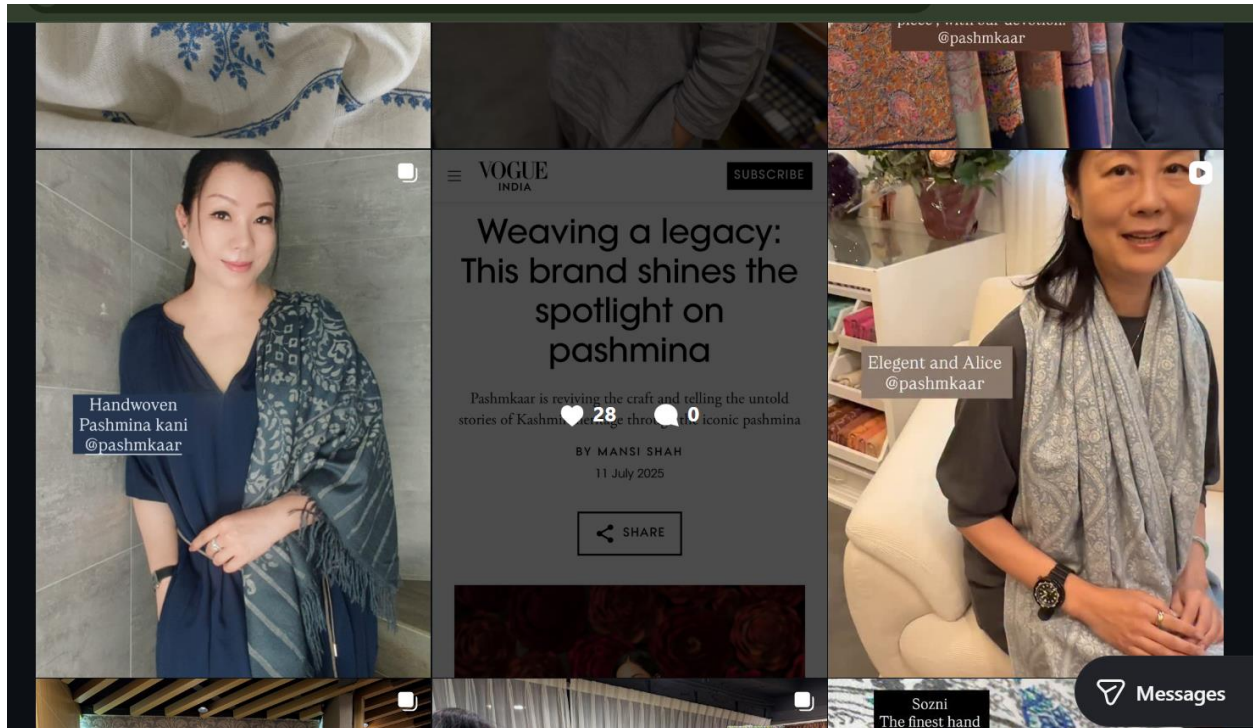 piece , with our devotion.
@pashmkaar
VOGUE
INDIA
SUBSCRIBE
Weaving a legacy:
This brand shines the
spotlight on
pashmina
Pashmkaar is reviving the craft and telling the untold
stories of Kashmir heritage through the iconic pashmina
28
0
BY MANSI SHAH
11 July 2025
SHARE
Handwoven
Pashmina kani
@pashmkaar
Elegent and Alice
@pashmkaar
Sozni
The finest hand
Messages